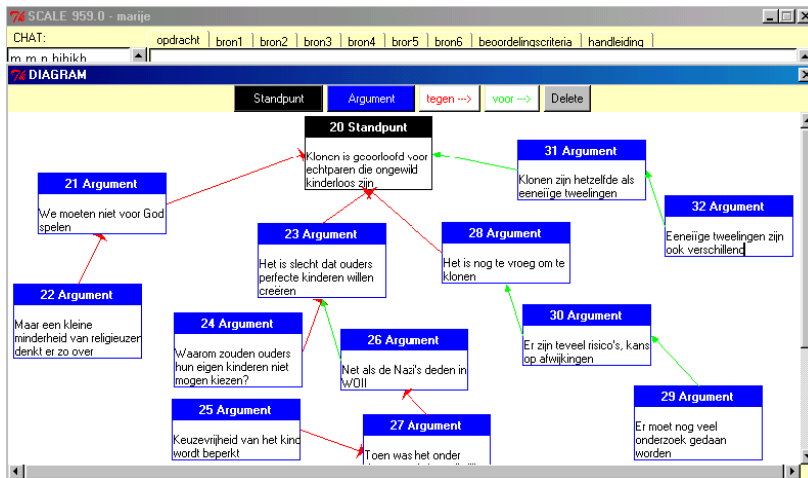 SCALE 959.0 - marije
CHAT:
opdracht bron1 bron2 bron3 bron4 bron5 bron6 beoordelingscriteria handleiding
m m n hihikh
DIAGRAM
Standpunt Argument tegen ---> voor ---> Delete
20 Standpunt
Klonen is geoorloofd voor
echtparen die ongewild
kinderloos zijn
31 Argument
Klonen zijn hetzelfde als
eeneiïge tweelingen
21 Argument
We moeten niet voor God
spelen
32 Argument
Eeneiïge tweelingen zijn
ook verschillend
23 Argument
Het is slecht dat ouders
perfecte kinderen willen
creëren
28 Argument
Het is nog te vroeg om te
klonen
22 Argument
Maar een kleine
minderheid van religieuzen
denkt er zo over
24 Argument
Waarom zouden ouders
hun eigen kinderen niet
mogen kiezen?
26 Argument
Net als de Nazi's deden in
WOII
30 Argument
Er zijn teveel risico's, kans
op afwijkingen
25 Argument
Keuzevrijheid van het kind
wordt beperkt
27 Argument
Toen was het onder
29 Argument
Er moet nog veel
onderzoek gedaan
worden